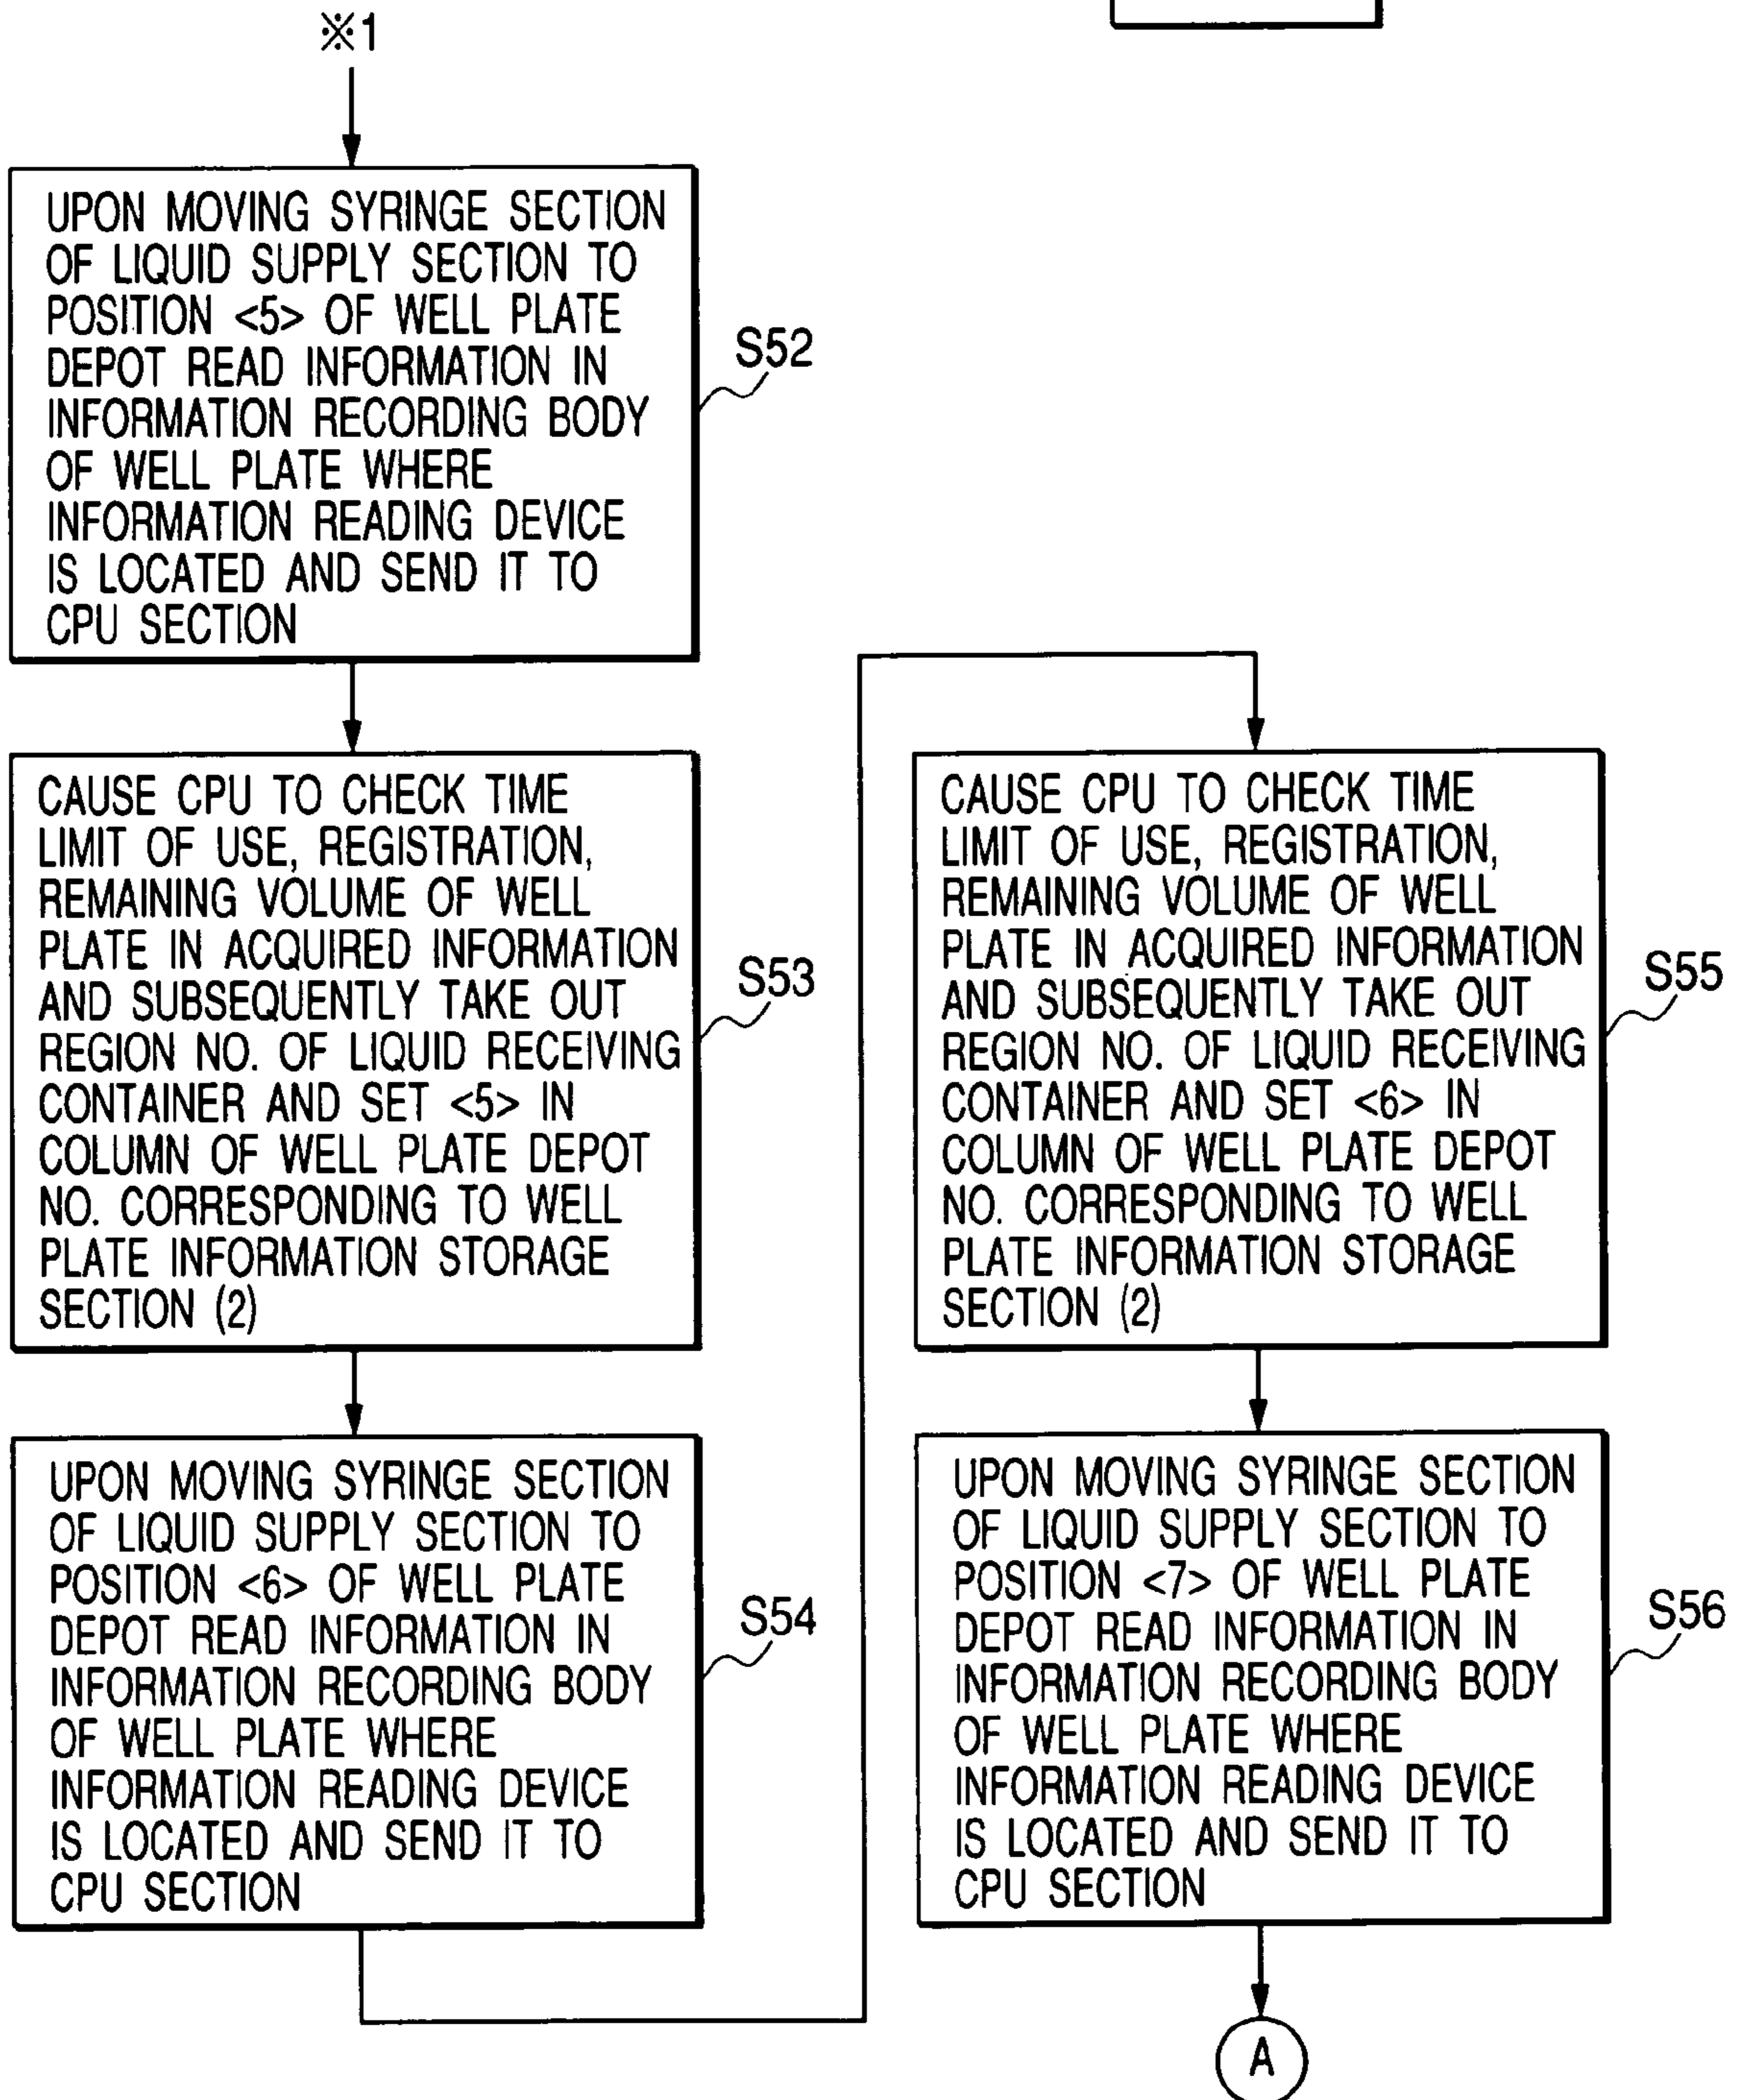 ※1
UPON MOVING SYRINGE SECTION
OF LIQUID SUPPLY SECTION TO
POSITION <5> OF WELL PLATE
DEPOT READ INFORMATION IN
INFORMATION RECORDING BODY
OF WELL PLATE WHERE
INFORMATION READING DEVICE
IS LOCATED AND SEND IT TO
CPU SECTION
S52
CAUSE CPU TO CHECK TIME
LIMIT OF USE, REGISTRATION,
REMAINING VOLUME OF WELL
PLATE IN ACQUIRED INFORMATION
AND SUBSEQUENTLY TAKE OUT
REGION NO. OF LIQUID RECEIVING
CONTAINER AND SET <5> IN
COLUMN OF WELL PLATE DEPOT
NO. CORRESPONDING TO WELL
PLATE INFORMATION STORAGE
SECTION (2)
S53
UPON MOVING SYRINGE SECTION
OF LIQUID SUPPLY SECTION TO
POSITION <6> OF WELL PLATE
DEPOT READ INFORMATION IN
INFORMATION RECORDING BODY
OF WELL PLATE WHERE
INFORMATION READING DEVICE
IS LOCATED AND SEND IT TO
CPU SECTION
S54
CAUSE CPU TO CHECK TIME
LIMIT OF USE, REGISTRATION,
REMAINING VOLUME OF WELL
PLATE IN ACQUIRED INFORMATION
AND SUBSEQUENTLY TAKE OUT
REGION NO. OF LIQUID RECEIVING
CONTAINER AND SET <6> IN
COLUMN OF WELL PLATE DEPOT
NO. CORRESPONDING TO WELL
PLATE INFORMATION STORAGE
SECTION (2)
S55
UPON MOVING SYRINGE SECTION
OF LIQUID SUPPLY SECTION TO
POSITION <7> OF WELL PLATE
DEPOT READ INFORMATION IN
INFORMATION RECORDING BODY
OF WELL PLATE WHERE
INFORMATION READING DEVICE
IS LOCATED AND SEND IT TO
CPU SECTION
S56
A